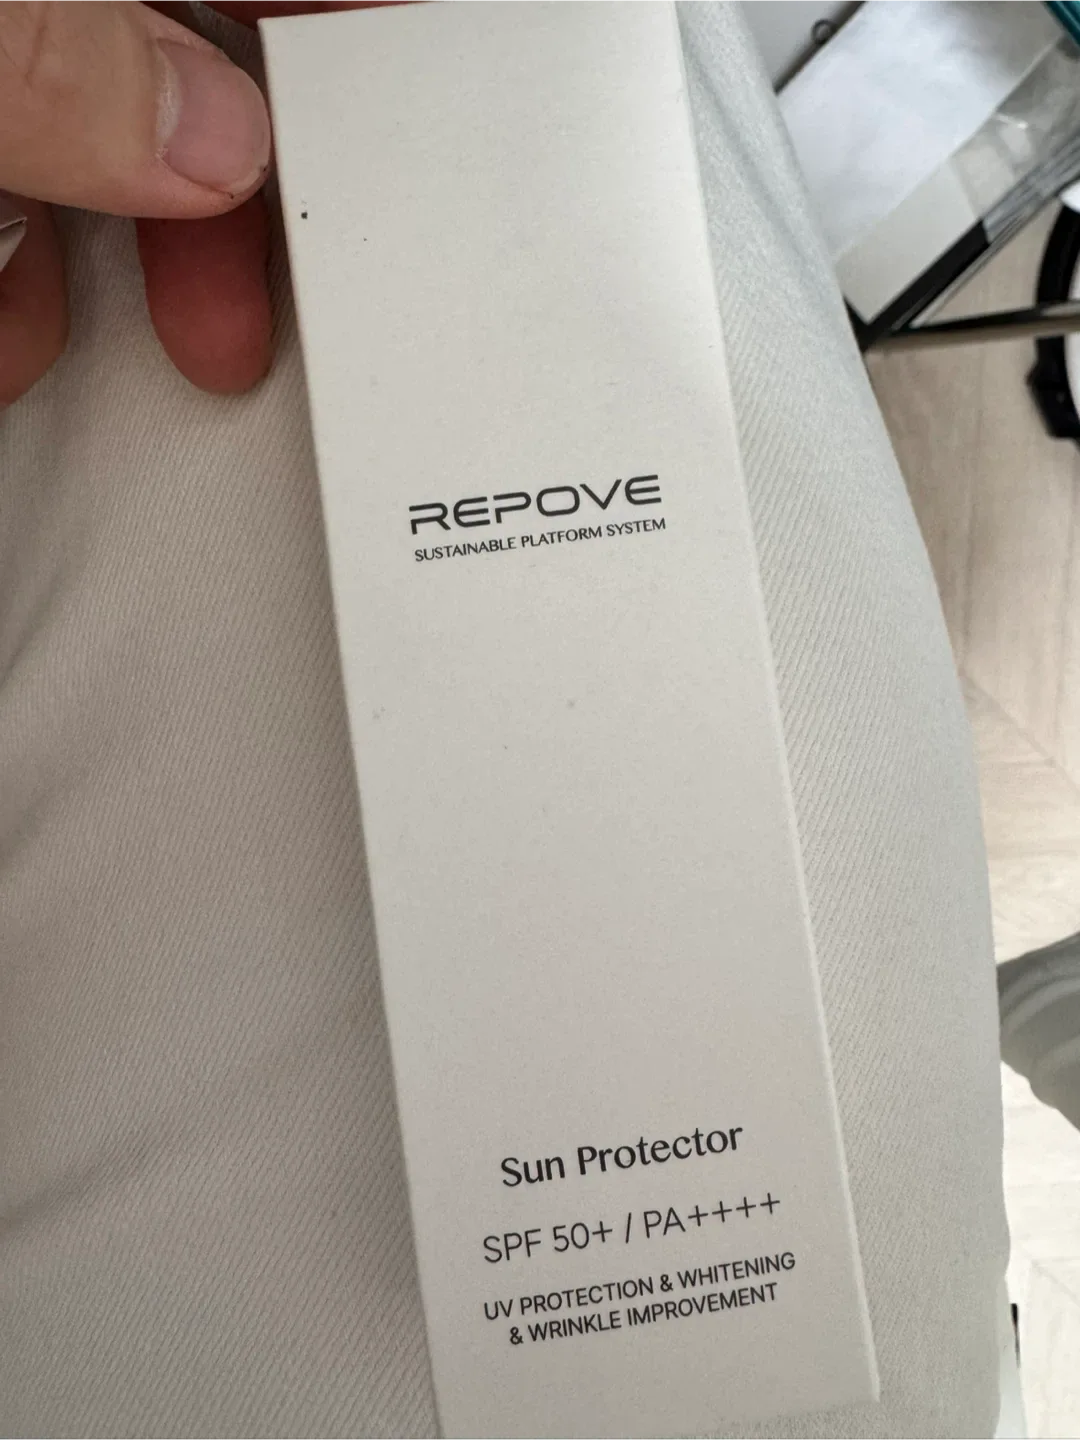 REPOVE
SUSTAINABLE PLATFORM SYSTEM
Sun Protector
SPF 50+ / PA++++
UV PROTECTION & WHITENING
& WRINKLE IMPROVEMENT